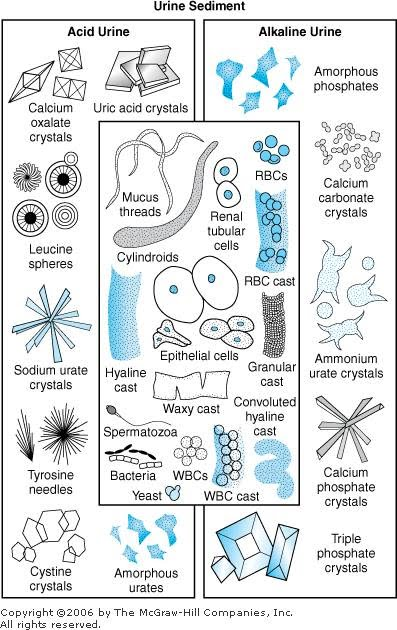 Urine Sediment
Acid Urine
Alkaline Urine
Calcium
oxalate
crystals
Uric acid crystals
Amorphous
phosphates
Leucine
spheres
Mucus
threads
Cylindroids
Renal
tubular
cells
RBCs
RBC cast
Calcium
carbonate
crystals
Sodium urate
crystals
Hyaline
cast
Epithelial cells
Granular
cast
Ammonium
urate crystals
Waxy cast
Convoluted
hyaline
cast
Spermatozoa
Bacteria
WBCs
Yeast
WBC cast
Tyrosine
needles
Calcium
phosphate
crystals
Cystine
crystals
Amorphous
urates
Triple
phosphate
crystals
Copyright ©2006 by The McGraw-Hill Companies, Inc.
All rights reserved.